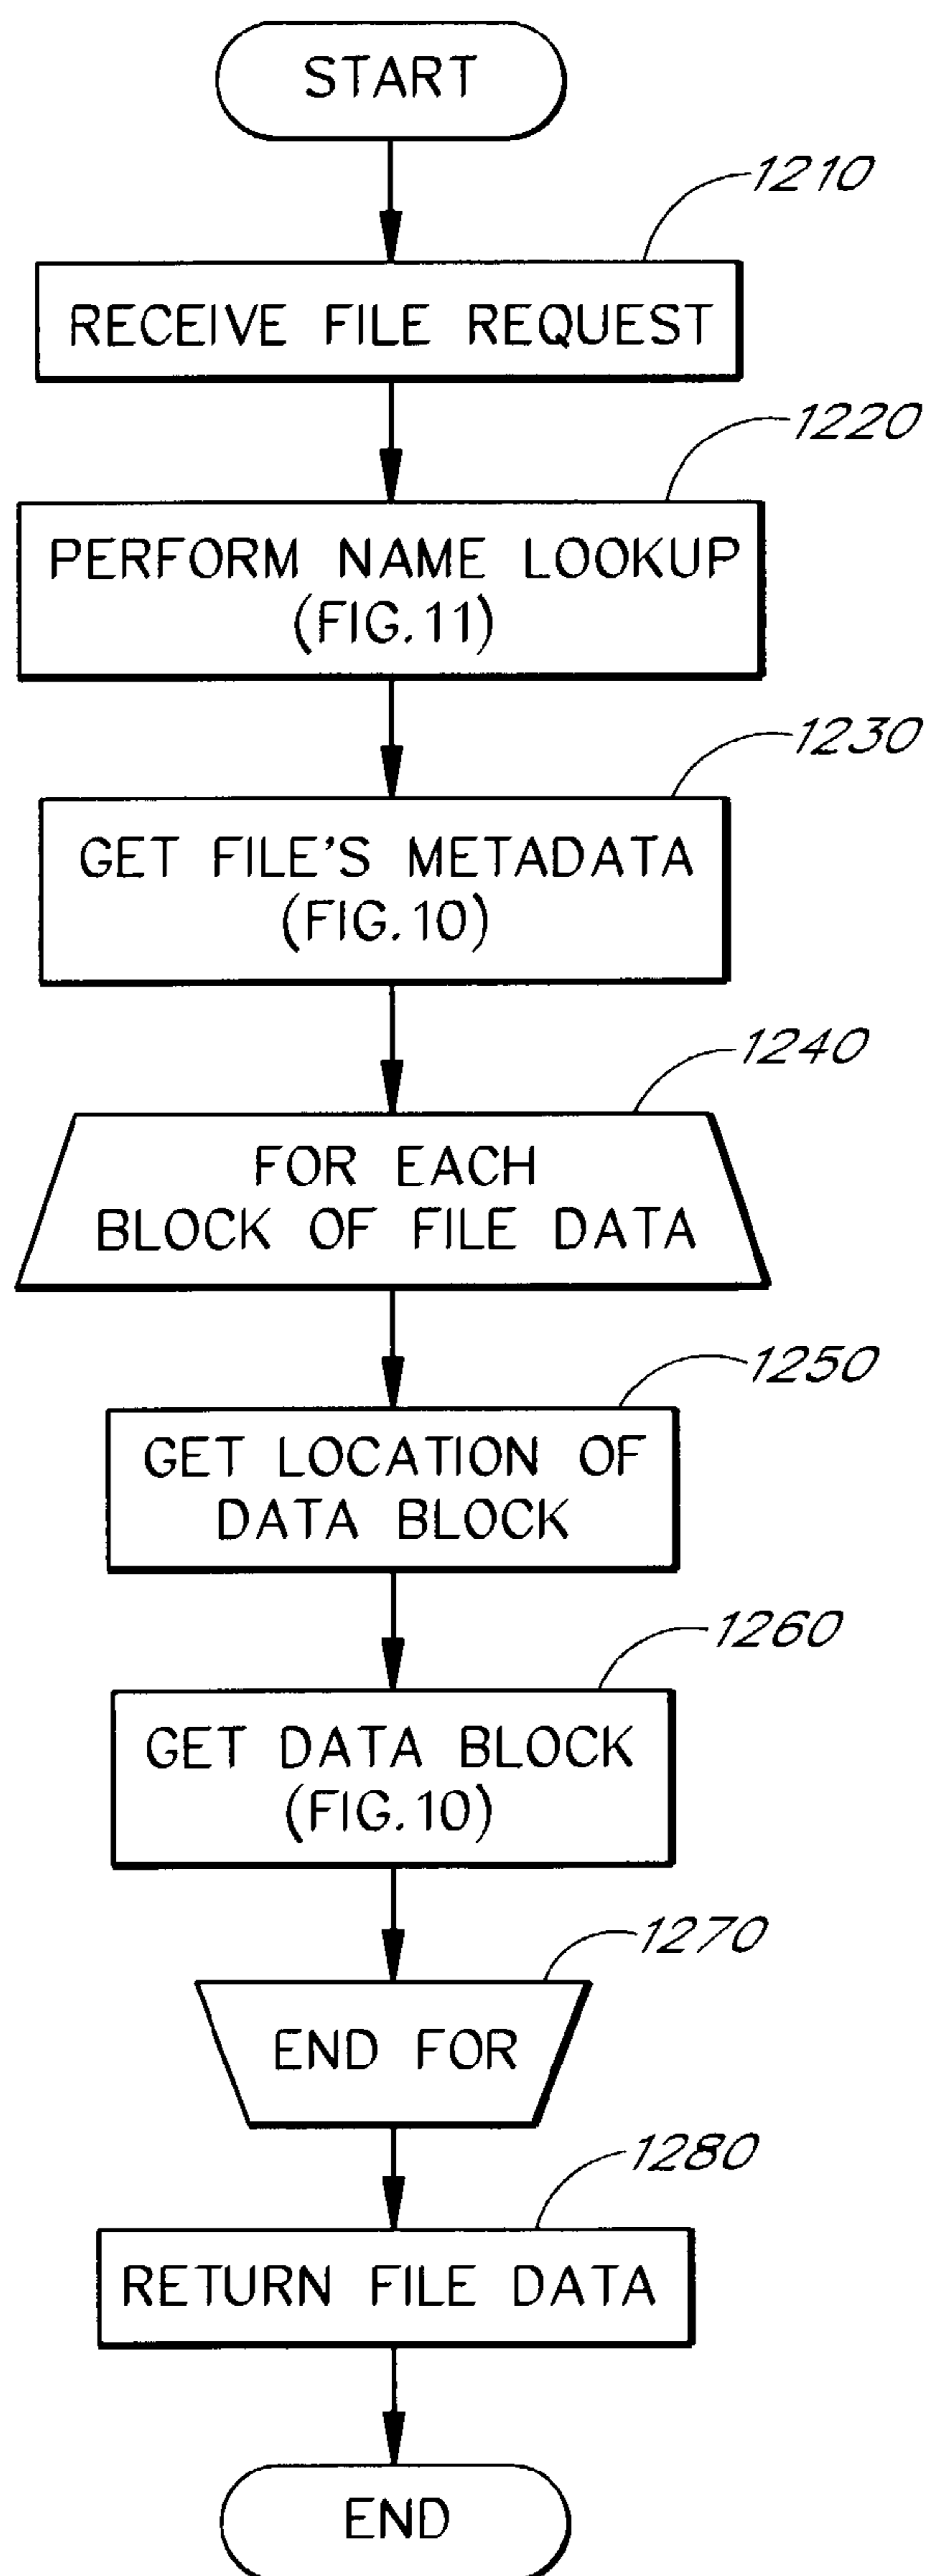 START
1210
RECEIVE FILE REQUEST
1220
PERFORM NAME LOOKUP
(FIG.11)
1230
GET FILE'S METADATA
(FIG.10)
1240
FOR EACH
BLOCK OF FILE DATA
1250
GET LOCATION OF
DATA BLOCK
1260
GET DATA BLOCK
(FIG.10)
1270
END FOR
1280
RETURN FILE DATA
END